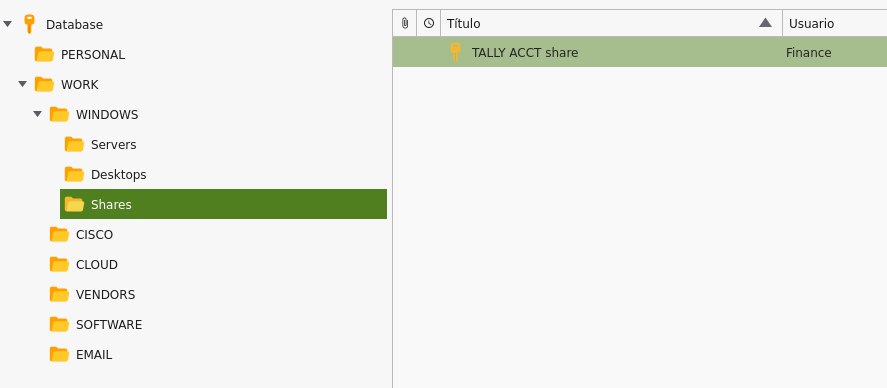 Database
PERSONAL
WORK
WINDOWS
Servers
Desktops
Shares
CISCO
CLOUD
VENDORS
SOFTWARE
EMAIL
Título Usuario
TALLY ACCT share Finance